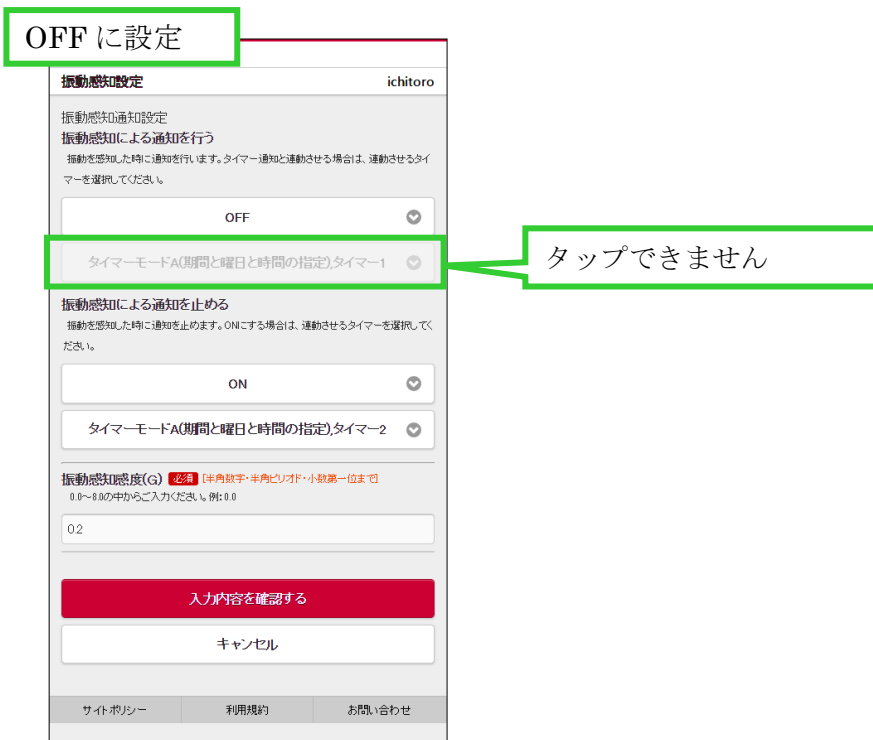 OFF に設定
振動感知設定 ichitoro
振動感知通知設定
振動感知による通知を行う
振動を感知した時に通知を行います。タイマー通知と連動させる場合は、連動させるタイ
マーを選択してください。
OFF
タイマーモードA(期間と曜日と時間の指定),タイマー1
タップできません
振動感知による通知を止める
振動を感知した時に通知を止めます。ONにする場合は、連動させるタイマーを選択してく
ださい。
ON
タイマーモードA(期間と曜日と時間の指定),タイマー2
振動感知感度(G) 必須 [半角数字・半角ピリオド・小数第一位まで]
0.0～8.0の中からご入力ください。例：0.0
0.2
入力内容を確認する
キャンセル
サイトポリシー 利用規約 お問い合わせ